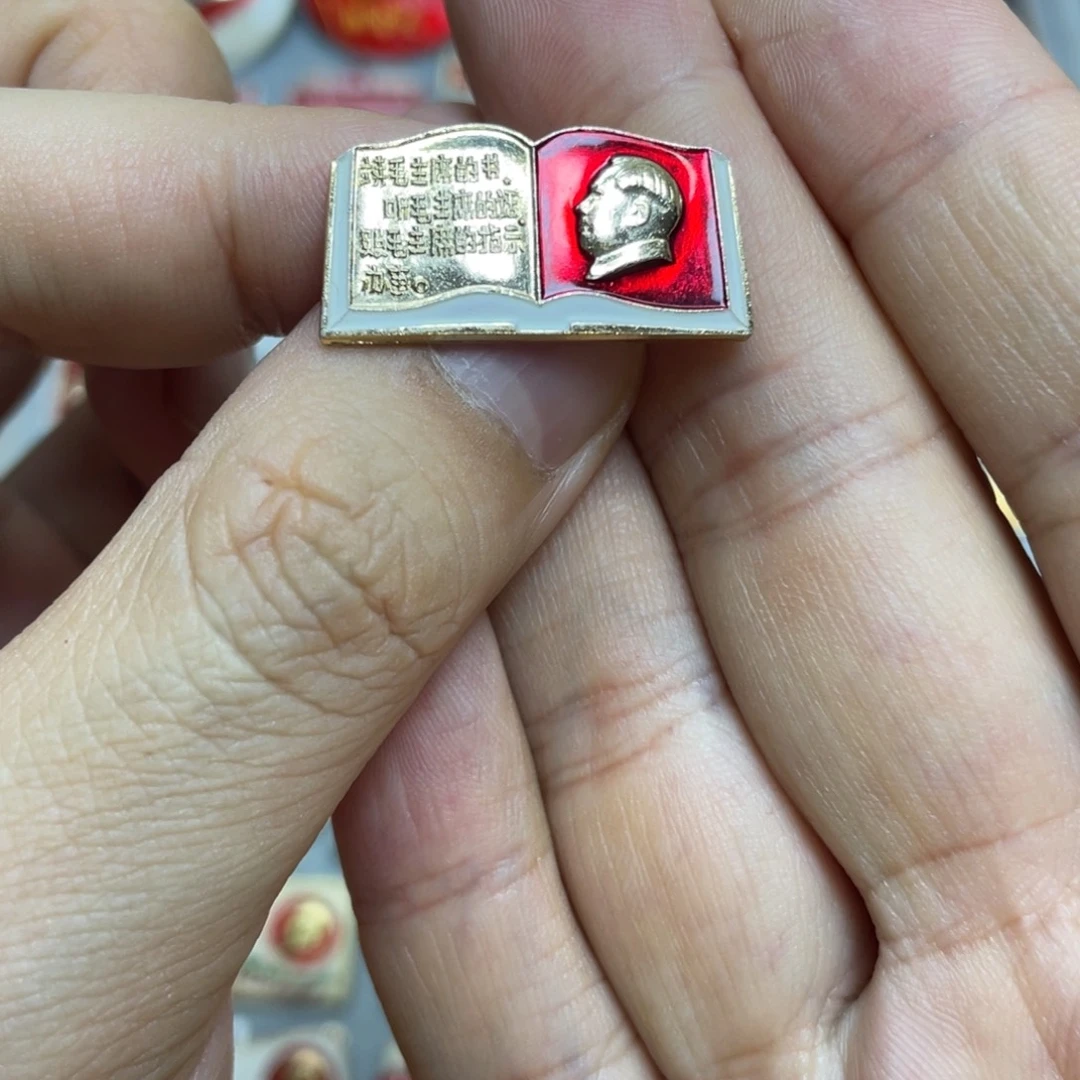 读毛主席的书,
听毛主席的话,
照毛主席的指示
办事。